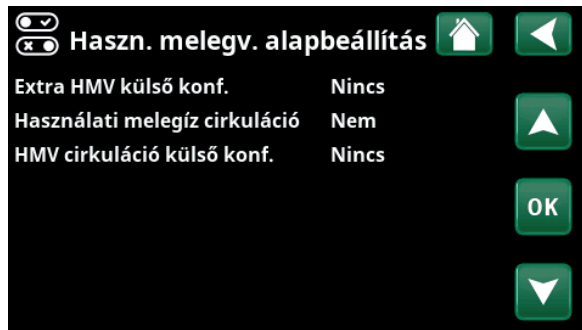 Haszn. melegv. alapbeállítás
Extra HMV külső konf. Nincs
Használati melegíz cirkuláció Nem
HMV cirkuláció külső konf. Nincs
OK